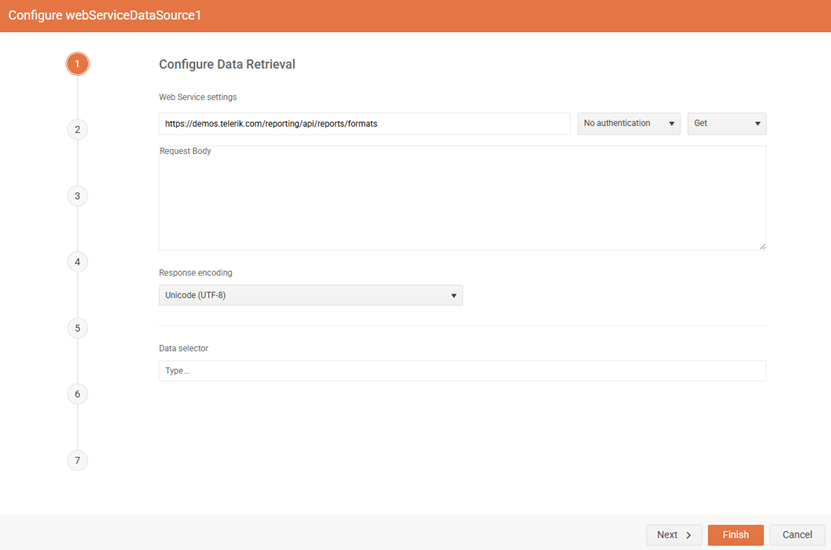 Configure webServiceDataSource1
1
Configure Data Retrieval
Web Service settings
https://demos.telerik.com/reporting/api/reports/formats No authentication Get
2
Request Body
3
4
Response encoding
Unicode (UTF-8)
5
Data selector
Type...
6
7
Next Finish Cancel